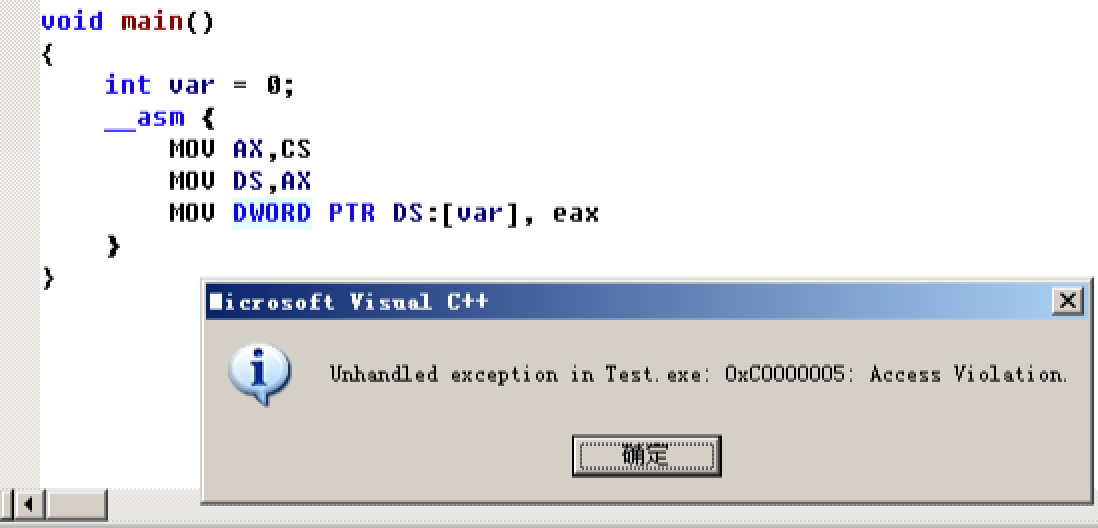 void main()
{
    int var = 0;
    __asm {
        MOV AX,CS
        MOV DS,AX
        MOV DWORD PTR DS:[var], eax
    }
}
Microsoft Visual C++
Unhandled exception in Test.exe: 0xC0000005: Access Violation.
确定